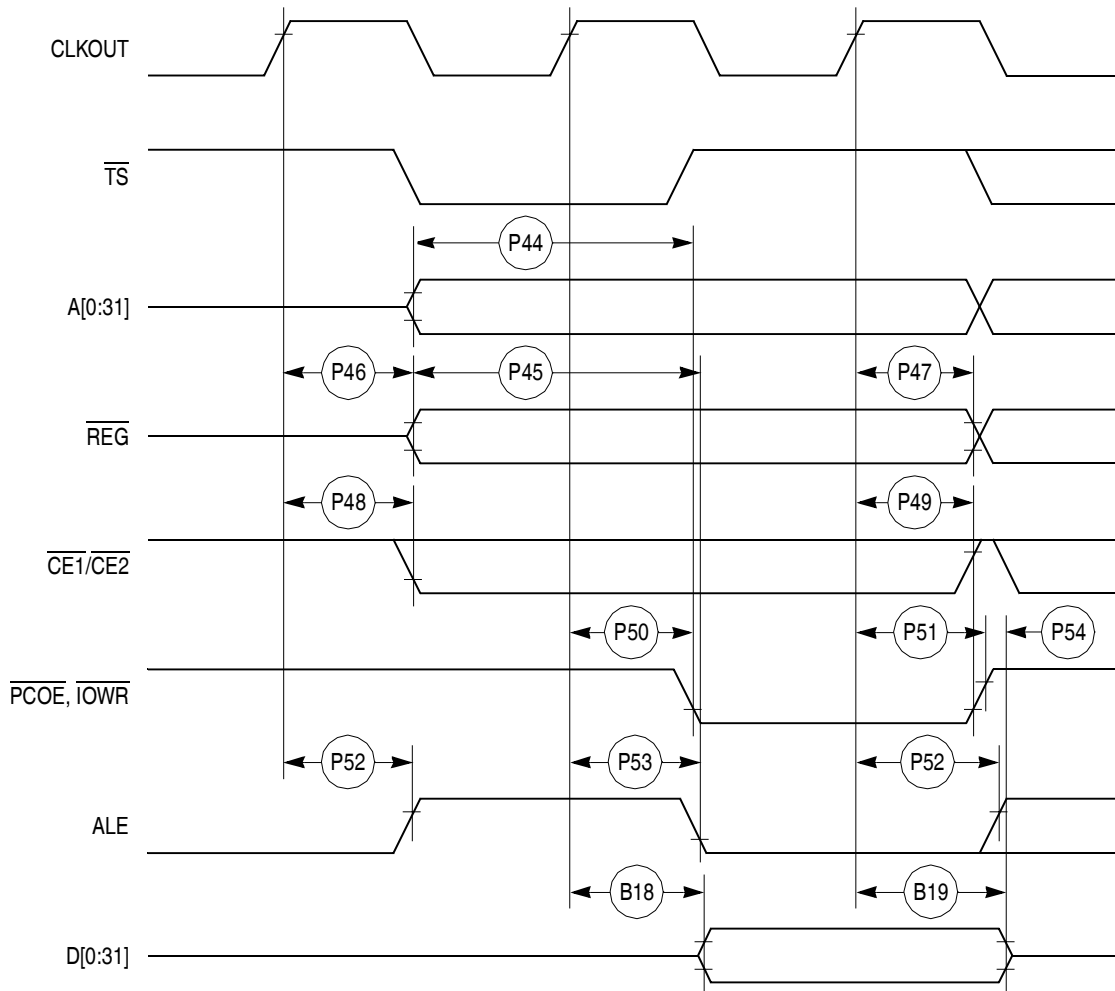 CLKOUT
TS
P44
A[0:31]
P46 P45 P47
REG
P48 P49
CE1/CE2
P50 P51 P54
PCOE, IOWR
P52 P53 P52
ALE
B18 B19
D[0:31]